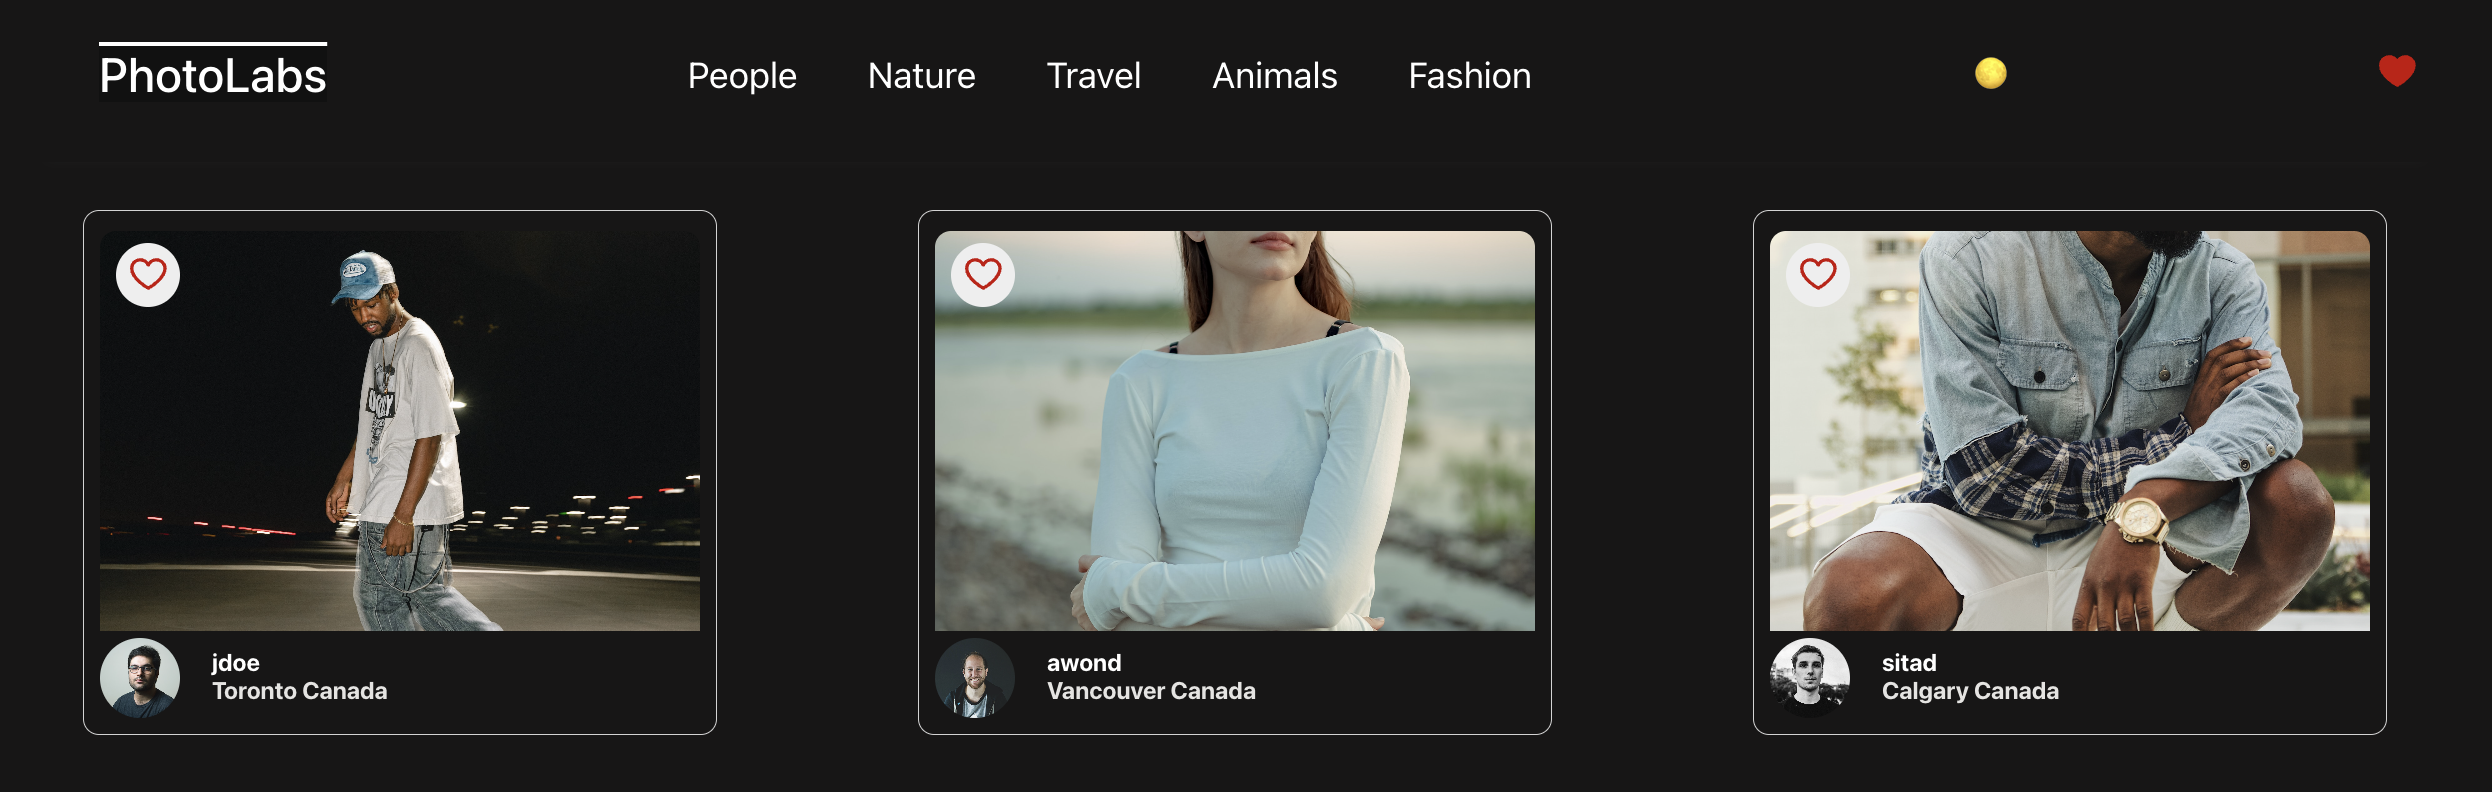 PhotoLabs
People
Nature
Travel
Animals
Fashion
jdoe
Toronto Canada
awond
Vancouver Canada
sitad
Calgary Canada